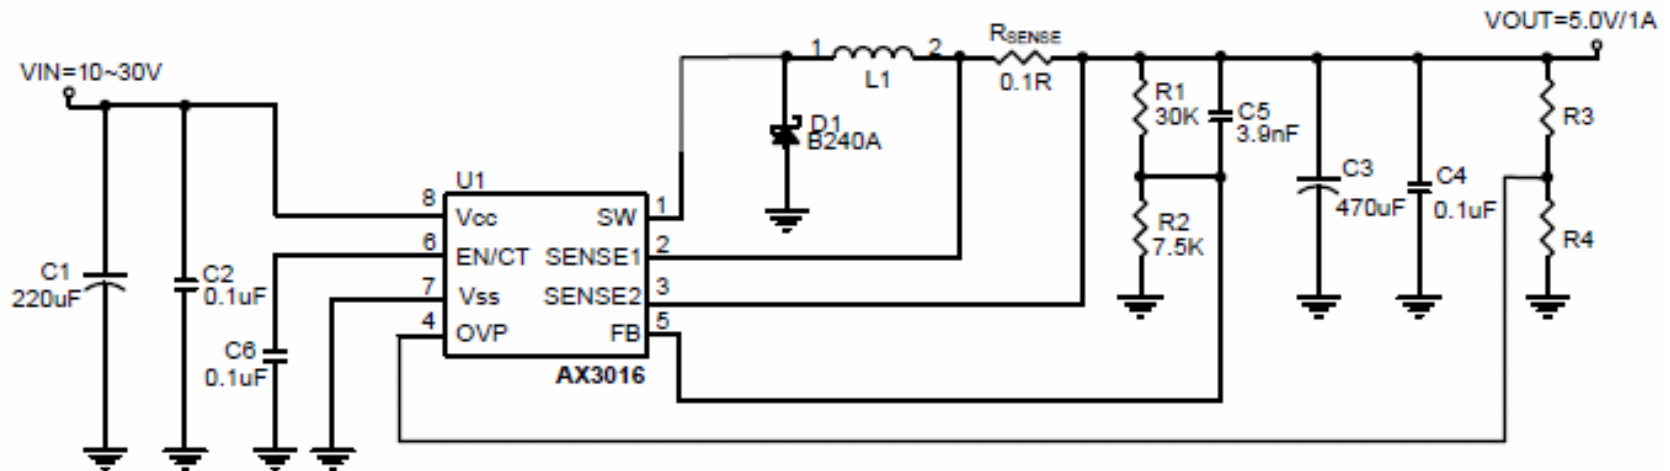 VOUT=5.0V/1A
RSENSE
1
2
L1
0.1R
VIN=10~30V
R1
30K
C5
3.9nF
R3
D1
B240A
U1
C3
470uF
C4
0.1uF
8
Vcc
SW
1
R2
7.5K
R4
6
EN/CT
SENSE1
2
C1
220uF
C2
0.1uF
7
Vss
SENSE2
3
4
OVP
FB
5
C6
0.1uF
AX3016